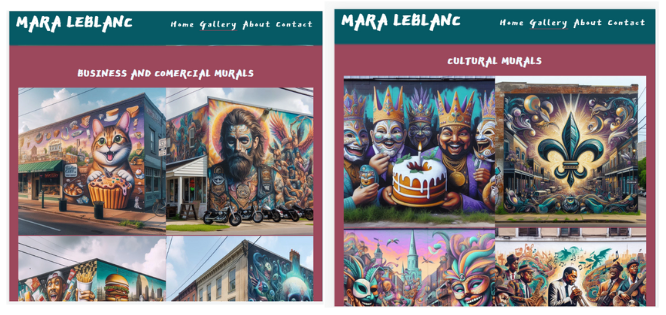 MARA LEBLANC
Home Gallery About Contact
BUSINESS AND COMERCIAL MURALS
MARA LEBLANC
Home Gallery About Contact
CULTURAL MURALS